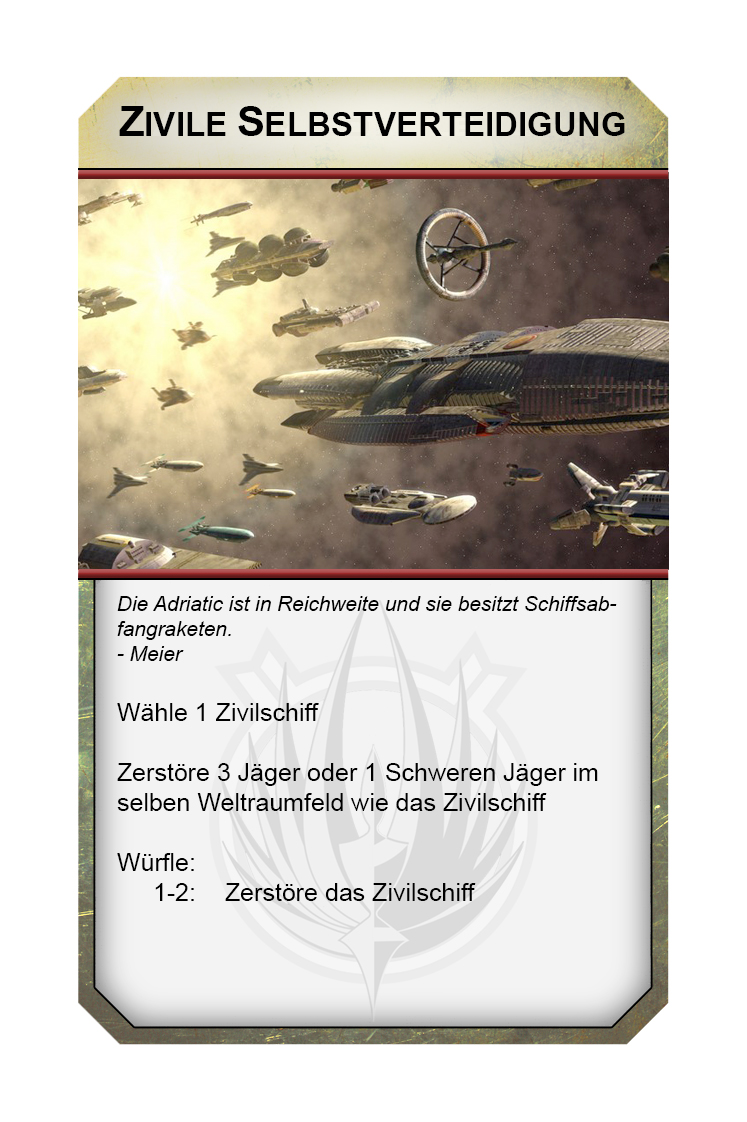 ZIVILE SELBSTVERTEIDIGUNG
Die Adriatic ist in Reichweite und sie besitzt Schiffsab-
fangraketen.
- Meier
Wähle 1 Zivilschiff
Zerstöre 3 Jäger oder 1 Schweren Jäger im
selben Weltraumfeld wie das Zivilschiff
Würfle:
1-2: Zerstöre das Zivilschiff